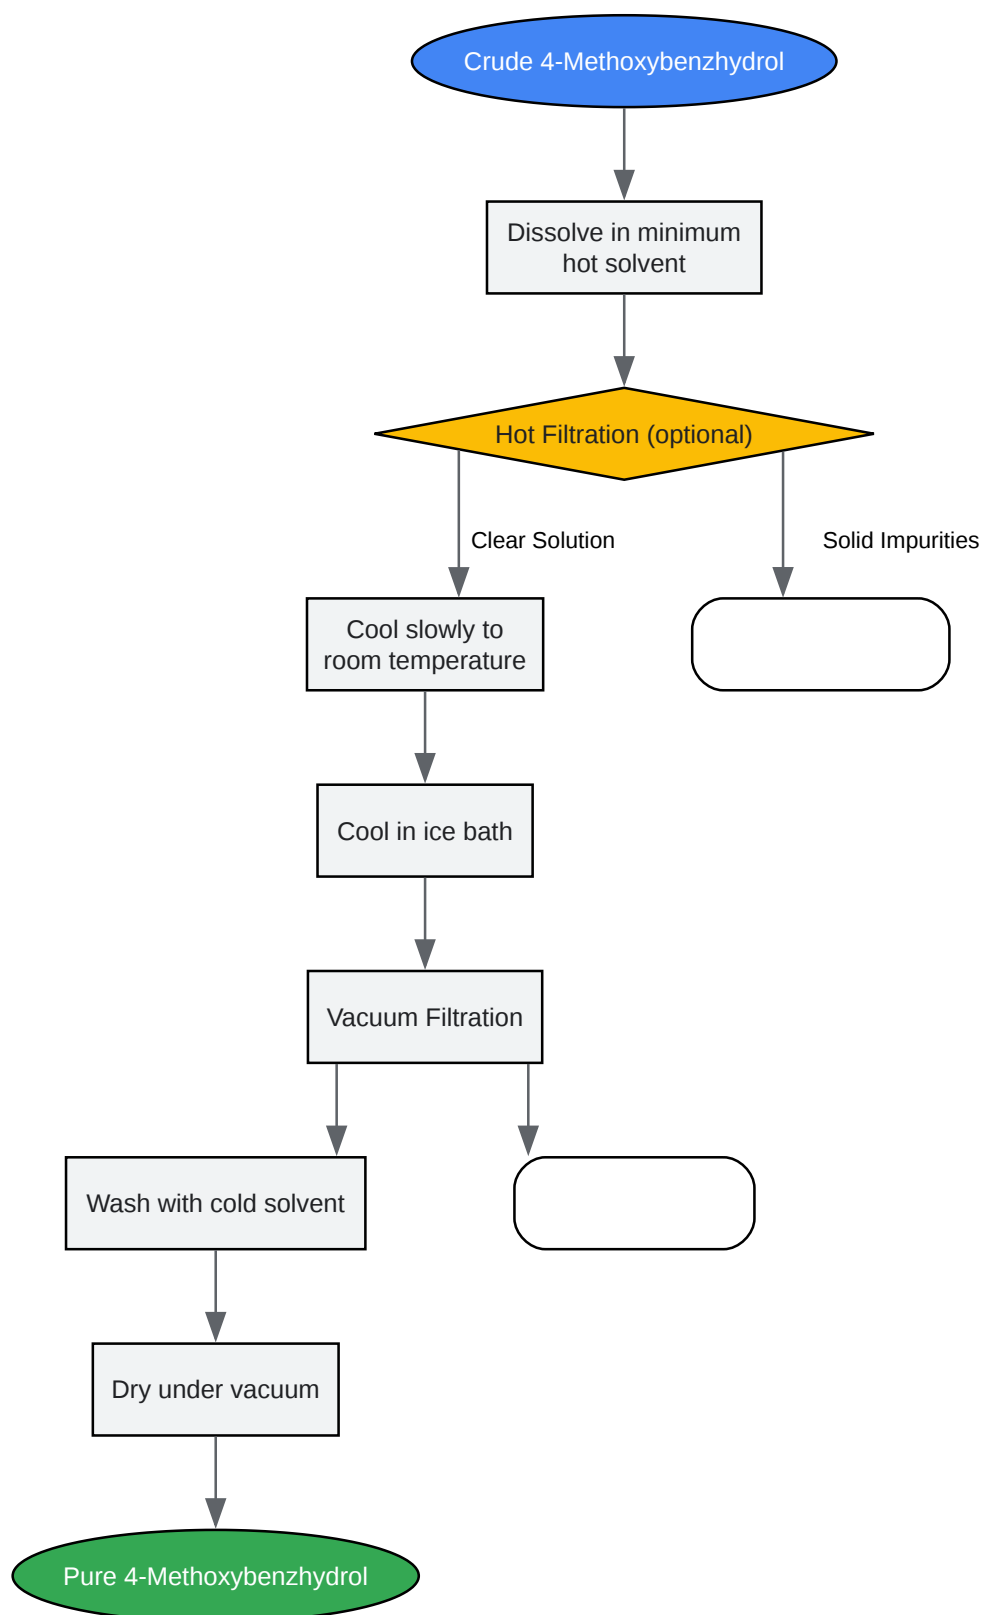 Crude 4-Methoxybenzhydrol
Dissolve in minimum
hot solvent
Hot Filtration (optional)
Clear Solution
Solid Impurities
Cool slowly to
room temperature
Cool in ice bath
Vacuum Filtration
Wash with cold solvent
Dry under vacuum
Pure 4-Methoxybenzhydrol